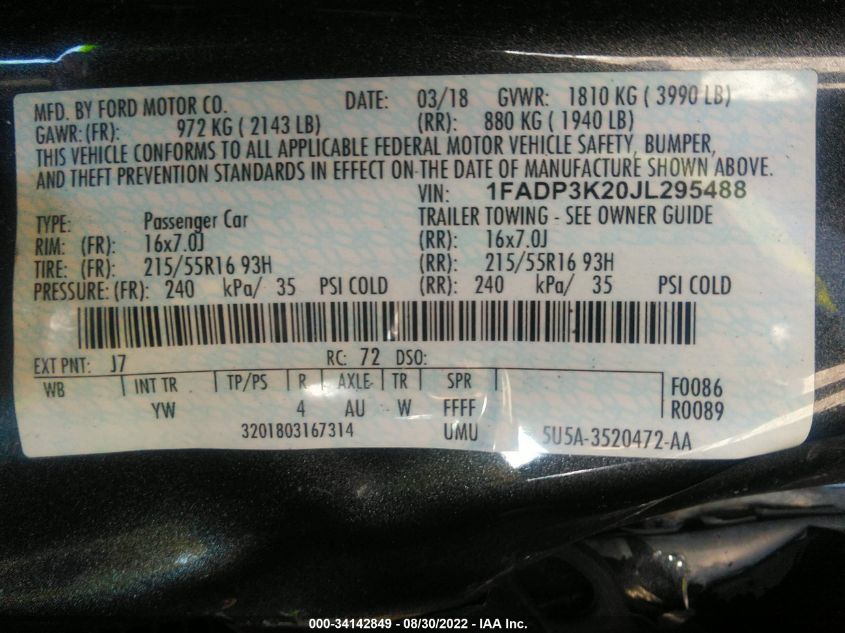 MFD. BY FORD MOTOR CO. DATE: 03/18 GVWR: 1810 KG ( 3990 LB)
GAWR: (FR): 972 KG ( 2143 LB) (RR): 880 KG ( 1940 LB)
THIS VEHICLE CONFORMS TO ALL APPLICABLE FEDERAL MOTOR VEHICLE SAFETY, BUMPER,
AND THEFT PREVENTION STANDARDS IN EFFECT ON THE DATE OF MANUFACTURE SHOWN ABOVE.
VIN: 1FADP3K20JL295488
TYPE: Passenger Car TRAILER TOWING - SEE OWNER GUIDE
RIM: (FR): 16x7.0J (RR): 16x7.0J
TIRE: (FR): 215/55R16 93H (RR): 215/55R16 93H
PRESSURE: (FR): 240 kPa/ 35 PSI COLD (RR): 240 kPa/ 35 PSI COLD
EXT PNT: J7 RC: 72 DSO:
WB INT TR TP/PS R AXLE TR SPR F0086
YW 4 AU W FFFF R0089
3201803167314 UMU 5U5A-3520472-AA
000-34142849 - 08/30/2022 - IAA Inc.